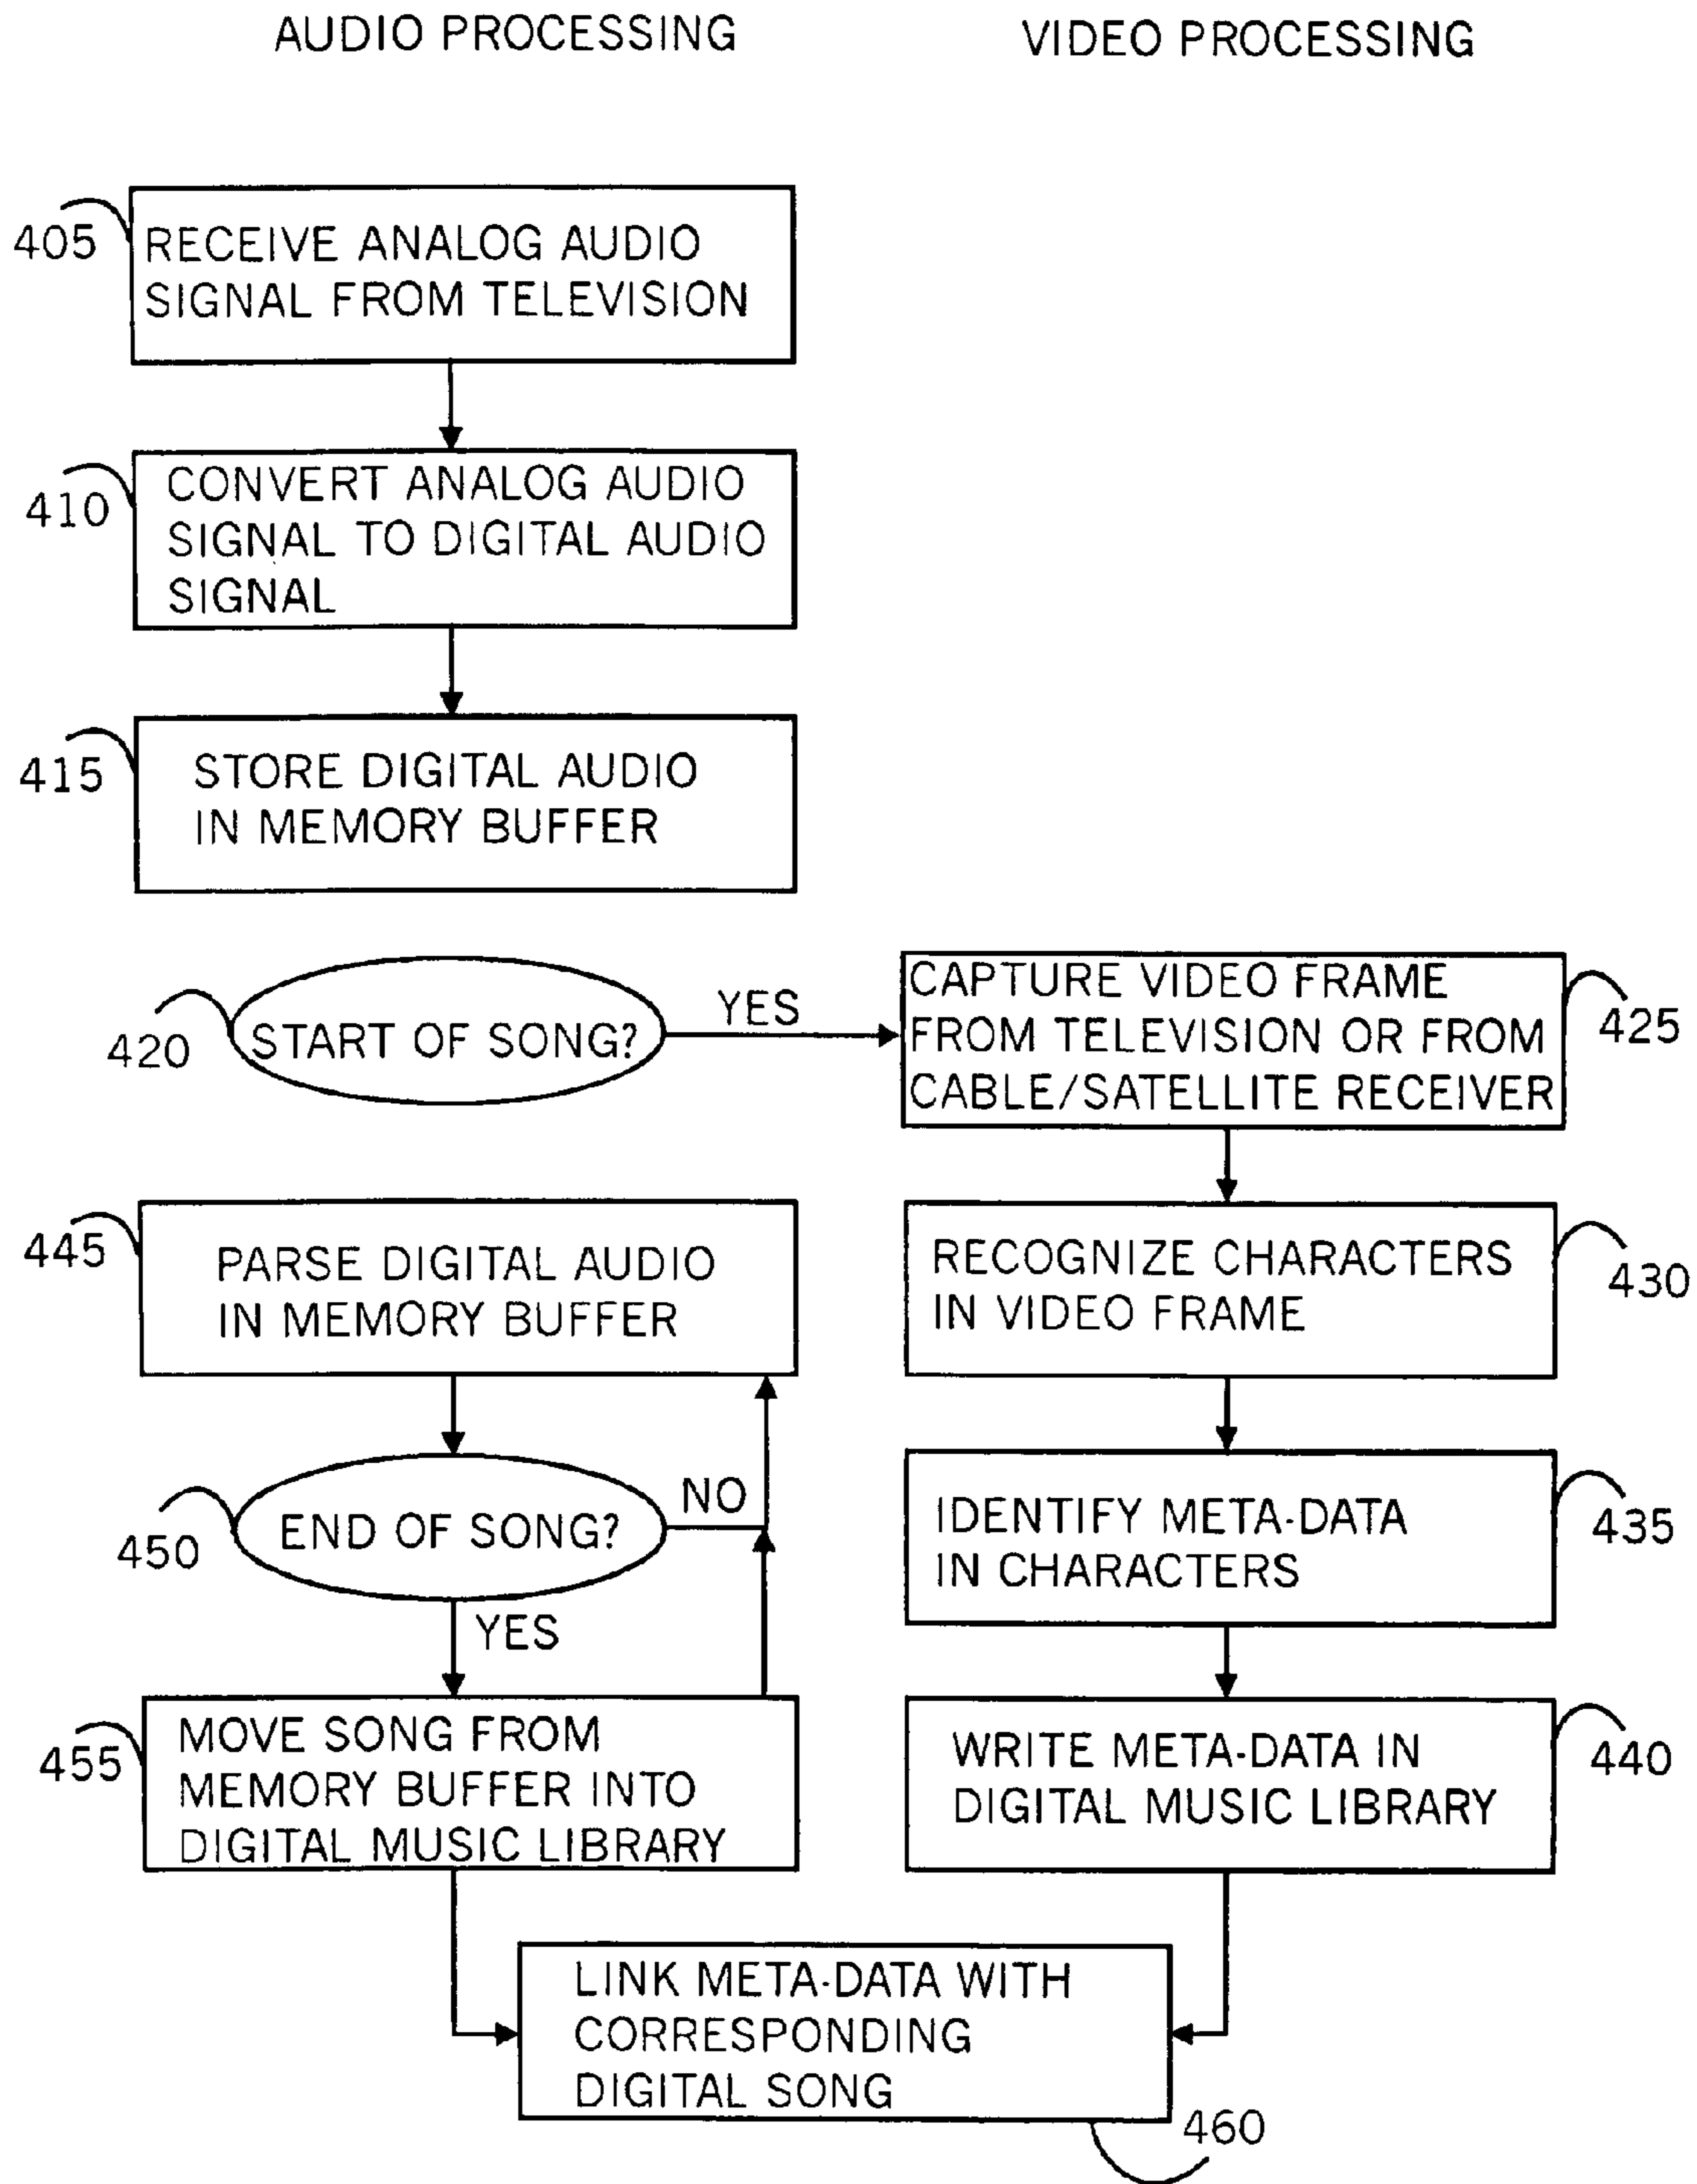 AUDIO PROCESSING
VIDEO PROCESSING
405
RECEIVE ANALOG AUDIO
SIGNAL FROM TELEVISION
410
CONVERT ANALOG AUDIO
SIGNAL TO DIGITAL AUDIO
SIGNAL
415
STORE DIGITAL AUDIO
IN MEMORY BUFFER
420
START OF SONG?
YES
CAPTURE VIDEO FRAME
FROM TELEVISION OR FROM
CABLE/SATELLITE RECEIVER
425
RECOGNIZE CHARACTERS
IN VIDEO FRAME
430
IDENTIFY META-DATA
IN CHARACTERS
435
WRITE META-DATA IN
DIGITAL MUSIC LIBRARY
440
445
PARSE DIGITAL AUDIO
IN MEMORY BUFFER
450
END OF SONG?
NO
YES
455
MOVE SONG FROM
MEMORY BUFFER INTO
DIGITAL MUSIC LIBRARY
LINK META-DATA WITH
CORRESPONDING
DIGITAL SONG
460